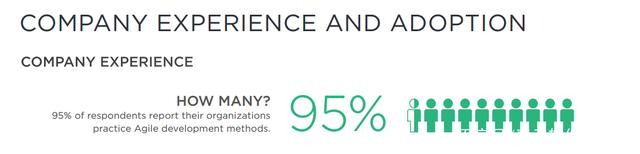 COMPANY EXPERIENCE AND ADOPTION
COMPANY EXPERIENCE
HOW MANY?
95% of respondents report their organizations
practice Agile development methods.
95%